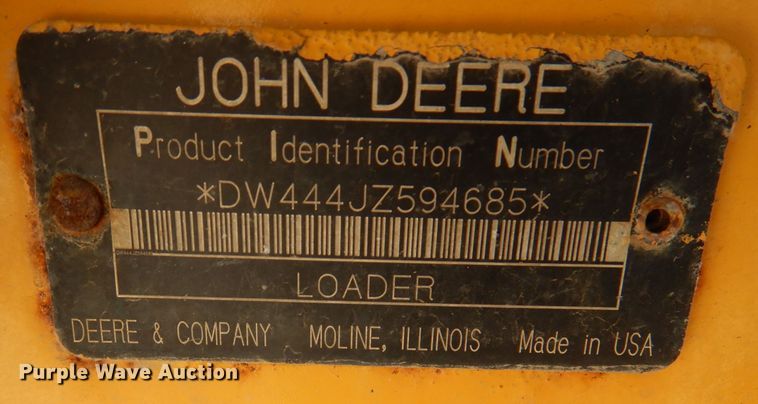 JOHN DEERE
Product Identification Number
*DW444JZ594685*
LOADER
DEERE & COMPANY MOLINE, ILLINOIS Made in USA
Purple Wave Auction